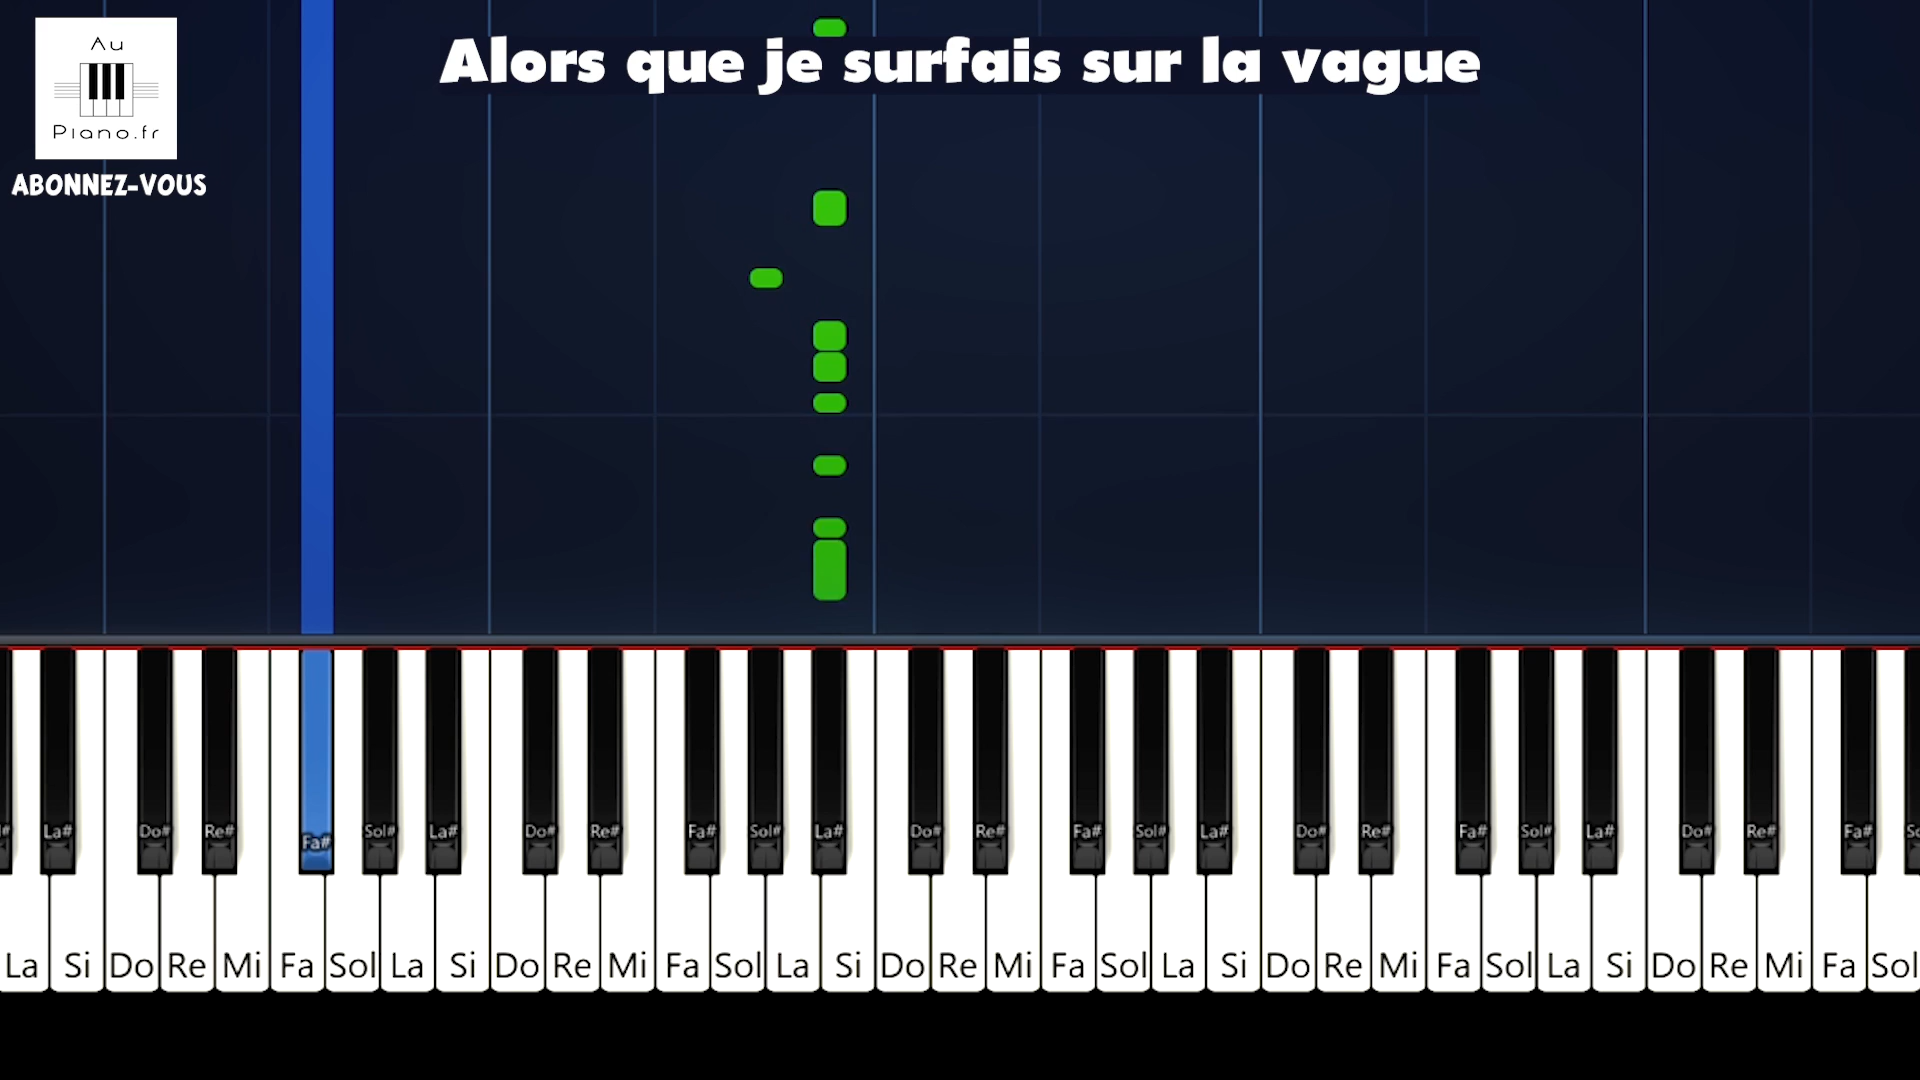 Au
Piano.fr
ABONNEZ-VOUS
Alors que je surfais sur la vague
La# Do# Re# Fa# Sol# La# Do# Re# Fa# Sol# La# Do# Re# Fa# Sol# La# Do# Re# Fa# Sol# La# Do# Re# Fa#
La Si Do Re Mi Fa Sol La Si Do Re Mi Fa Sol La Si Do Re Mi Fa Sol La Si Do Re Mi Fa Sol La Si Do Re Mi Fa Sol